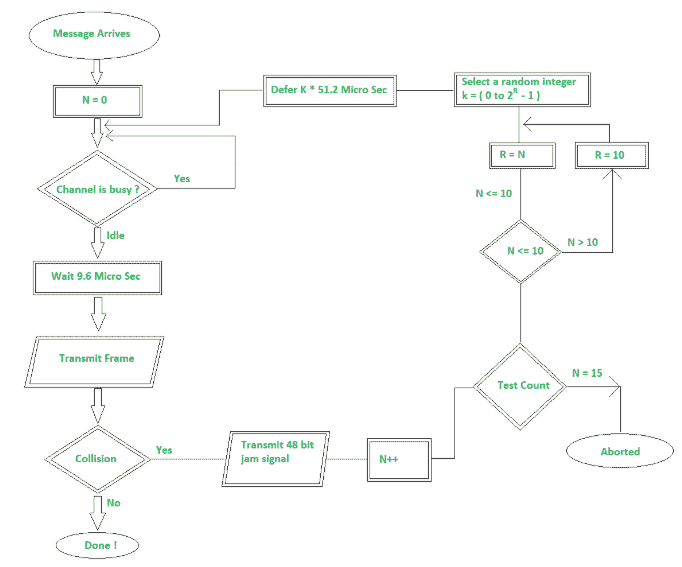 Message Arrives
N = 0
Channel is busy ?
Yes
Idle
Wait 9.6 Micro Sec
Transmit Frame
Collision
Yes
No
Done !
Transmit 48 bit
jam signal
N++
Test Count
N = 15
Aborted
N <= 10
N > 10
N <= 10
R = N
R = 10
Select a random integer
k = ( 0 to 2^R - 1 )
Defer K * 51.2 Micro Sec